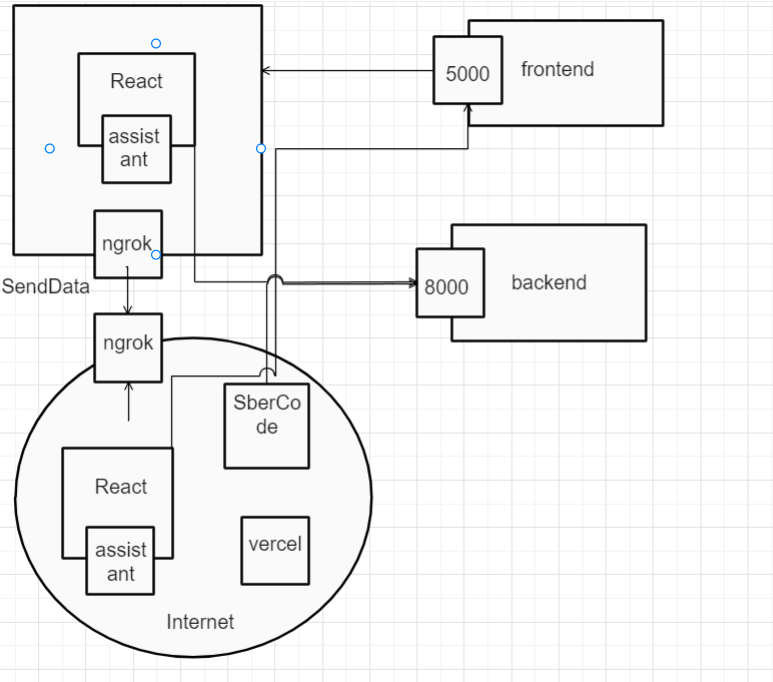 React
assist
ant
ngrok
SendData
ngrok
5000
frontend
8000
backend
SberCo
de
React
assist
ant
vercel
Internet